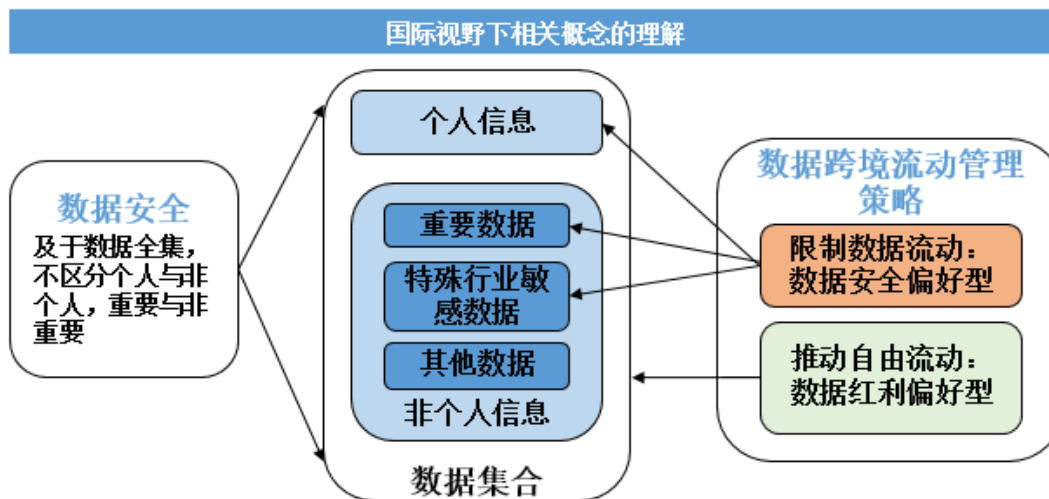 国际视野下相关概念的理解
数据安全
及于数据全集，
不区分个人与非
个人，重要与非
重要
个人信息
重要数据
特殊行业敏
感数据
其他数据
非个人信息
数据集合
数据跨境流动管理
策略
限制数据流动：
数据安全偏好型
推动自由流动：
数据红利偏好型